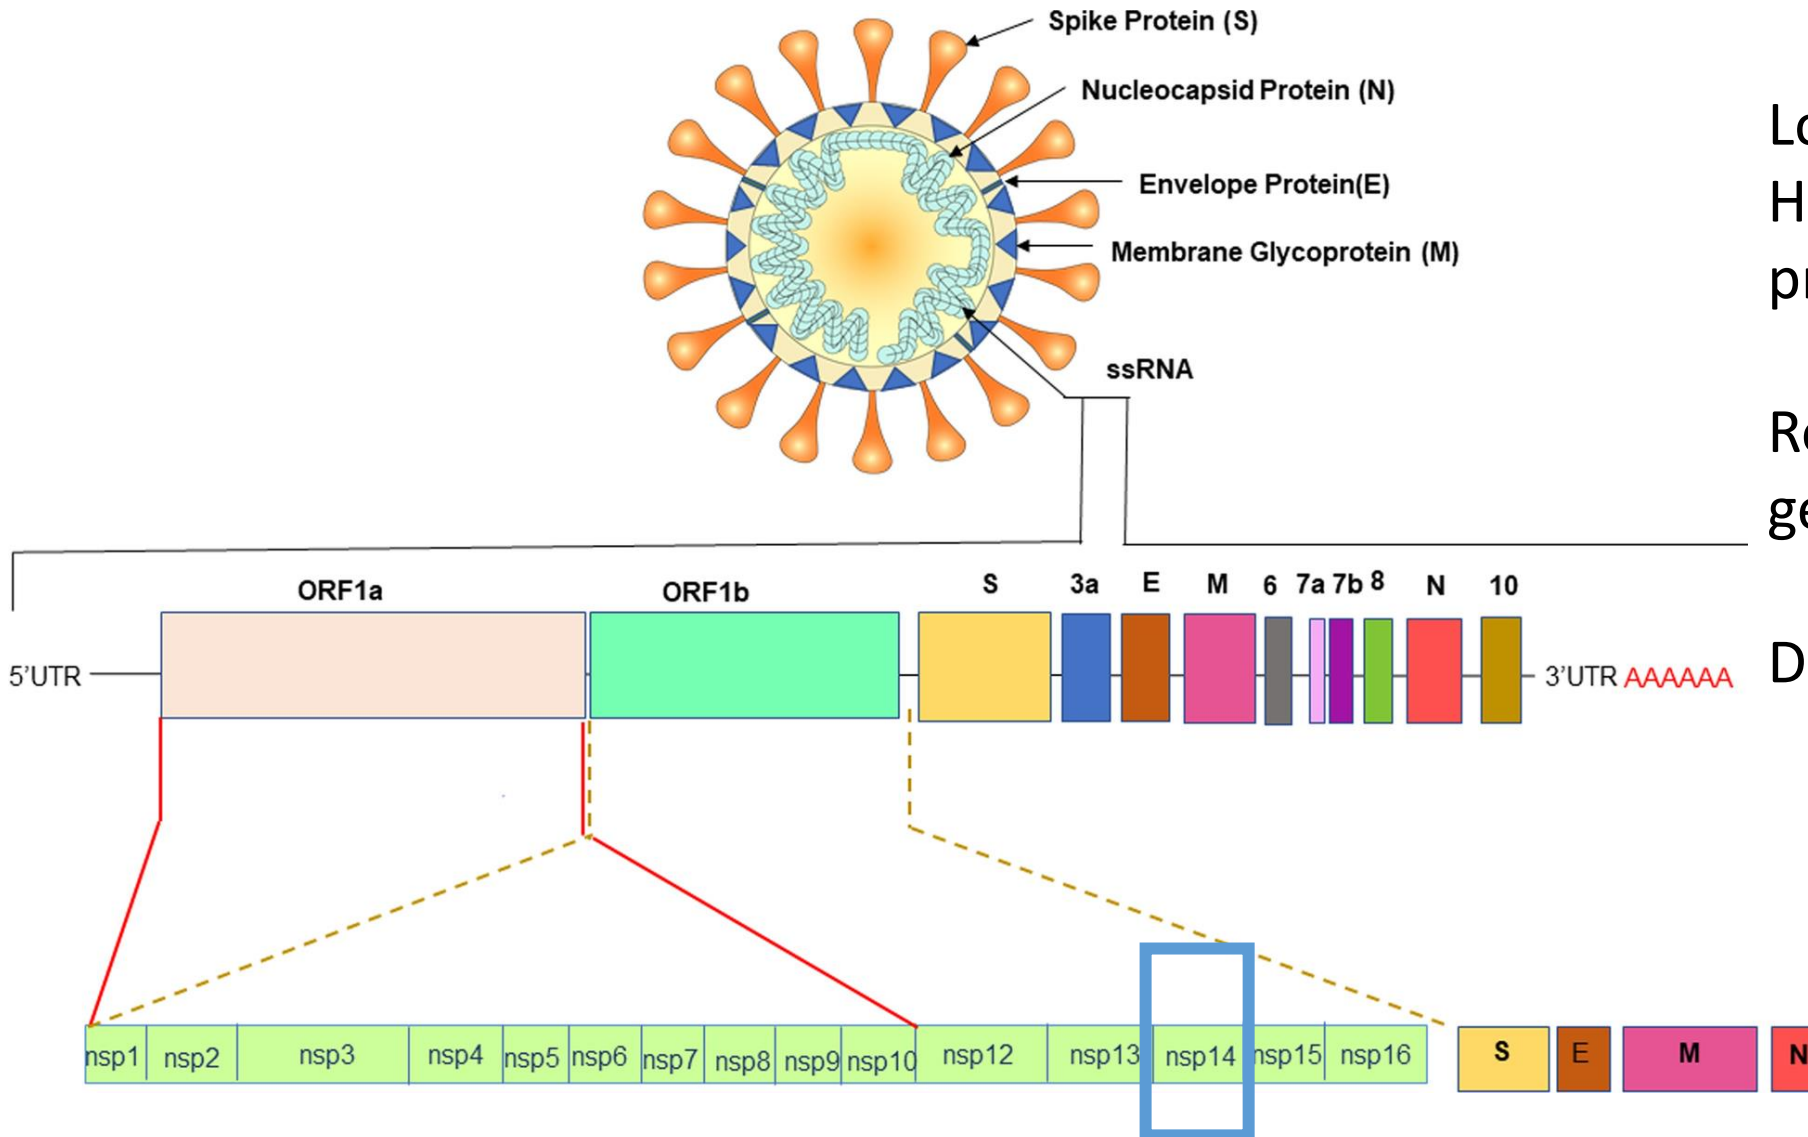 Spike Protein (S)
Nucleocapsid Protein (N)
Envelope Protein(E)
Membrane Glycoprotein (M)
ssRNA
ORF1a ORF1b S 3a E M 6 7a 7b 8 N 10
5'UTR 3'UTR AAAAAA
nsp1 nsp2 nsp3 nsp4 nsp5 nsp6 nsp7 nsp8 nsp9 nsp10 nsp12 nsp13 nsp14 nsp15 nsp16 S E M N